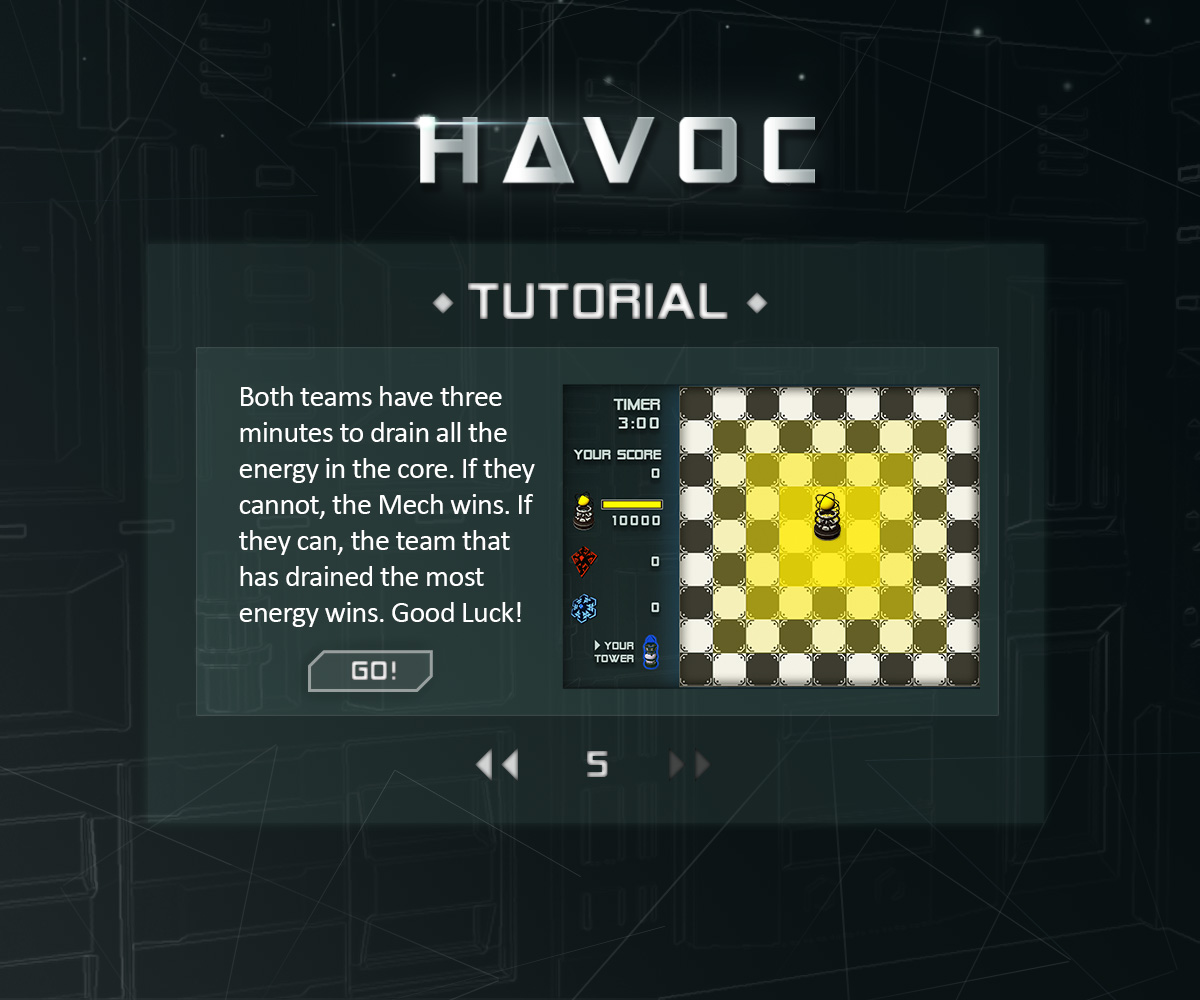 HAVOC
TUTORIAL
Both teams have three
minutes to drain all the
energy in the core. If they
cannot, the Mech wins. If
they can, the team that
has drained the most
energy wins. Good Luck!
GO!
TIMER
3:00
YOUR SCORE
0
10000
0
0
YOUR
TOWER
5